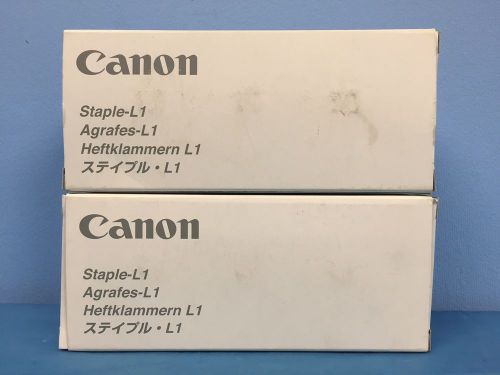 Canon
Staple-L1
Agrafes-L1
Heftklammern L1
ステイプル・L1
Canon
Staple-L1
Agrafes-L1
Heftklammern L1
ステイプル・L1